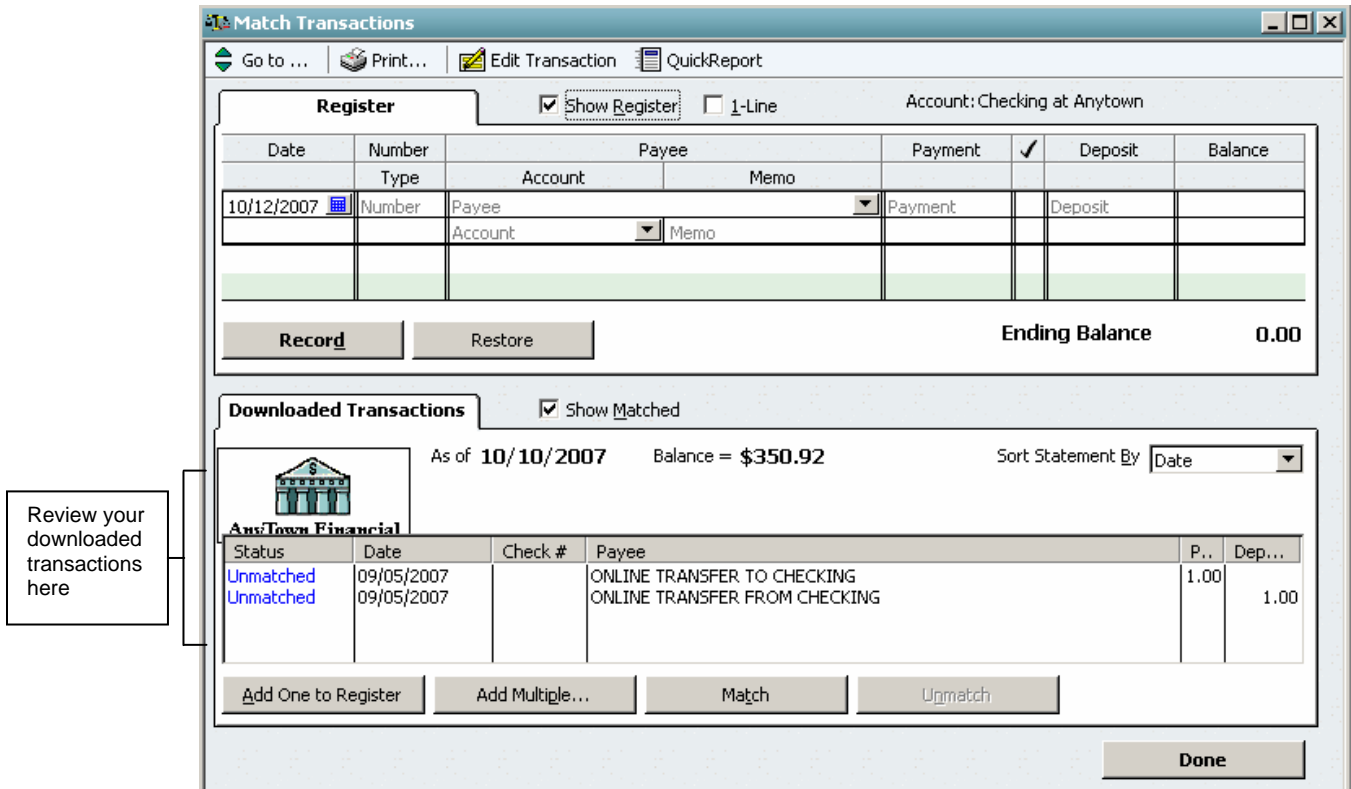 Match Transactions
Go to ... Print... Edit Transaction QuickReport
Register Show Register 1-Line Account: Checking at Anytown
Date Number Payee Payment ✓ Deposit Balance
Type Account Memo
10/12/2007 Number Payee Payment Deposit
Account Memo
Record Restore Ending Balance 0.00
Downloaded Transactions Show Matched
As of 10/10/2007 Balance = $350.92 Sort Statement By Date
$
AnyTown Financial
Review your
downloaded
transactions
here
Status Date Check # Payee P.. Dep...
Unmatched 09/05/2007 ONLINE TRANSFER TO CHECKING 1.00
Unmatched 09/05/2007 ONLINE TRANSFER FROM CHECKING 1.00
Add One to Register Add Multiple... Match Unmatch
Done